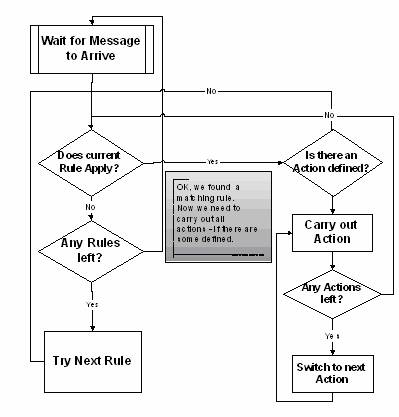 Wait for Message
to Arrive
No
No
Does current
Rule Apply?
Yes
Is there an
Action defined?
OK, we found a
matching rule.
Now we need to
carry out all
actions - if there are
some defined.
No
Carry out
Action
Any Rules
left?
Any Actions
left?
Yes
Yes
Try Next Rule
Switch to next
Action